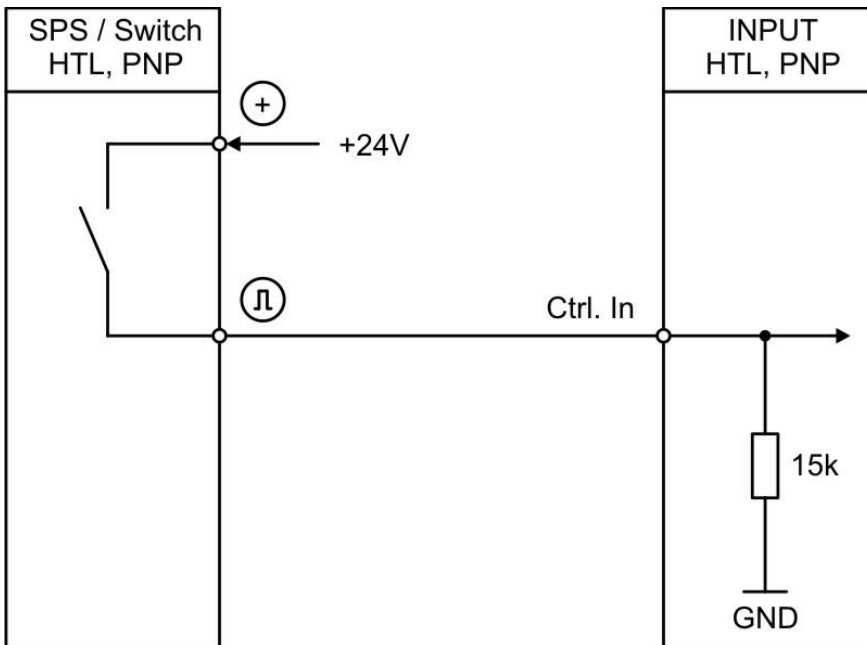 SPS / Switch
HTL, PNP
INPUT
HTL, PNP
+
+24V
Ctrl. In
15k
GND